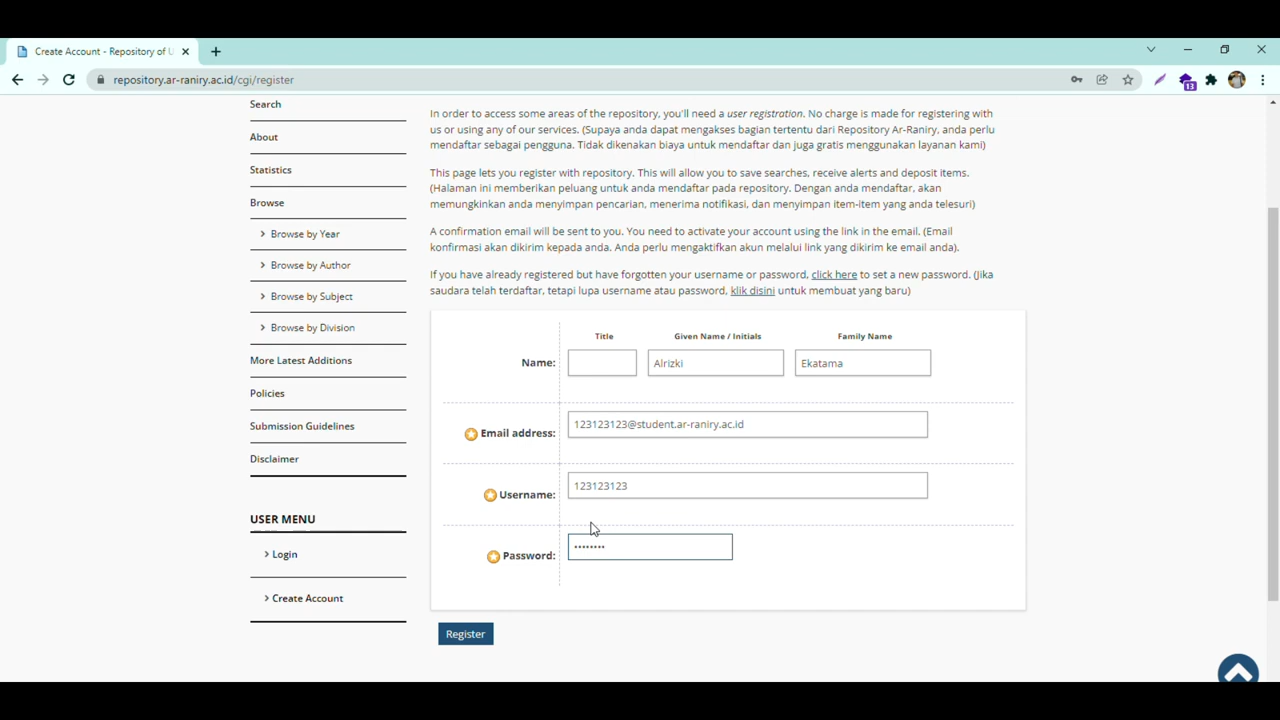 Create Account - Repository of U
repository.ar-raniry.ac.id/cgi/register
13
Search
About
Statistics
Browse
Browse by Year
Browse by Author
Browse by Subject
Browse by Division
More Latest Additions
Policies
Submission Guidelines
Disclaimer
USER MENU
Login
Create Account
In order to access some areas of the repository, you'll need a user registration. No charge is made for registering with
us or using any of our services. (Supaya anda dapat mengakses bagian tertentu dari Repository Ar-Raniry, anda perlu
mendaftar sebagai pengguna. Tidak dikenakan biaya untuk mendaftar dan juga gratis menggunakan layanan kami)
This page lets you register with repository. This will allow you to save searches, receive alerts and deposit items.
(Halaman ini memberikan peluang untuk anda mendaftar pada repository. Dengan anda mendaftar, akan
memungkinkan anda menyimpan pencarian, menerima notifikasi, dan menyimpan item-item yang anda telesuri)
A confirmation email will be sent to you. You need to activate your account using the link in the email. (Email
konfirmasi akan dikirim kepada anda. Anda perlu mengaktifkan akun melalui link yang dikirim ke email anda).
If you have already registered but have forgotten your username or password, click here to set a new password. (Jika
saudara telah terdaftar, tetapi lupa username atau password, klik disini untuk membuat yang baru)
Title Given Name / Initials Family Name
Name: Alrizki Ekatama
Email address: 123123123@student.ar-raniry.ac.id
Username: 123123123
Password: ••••••••
Register